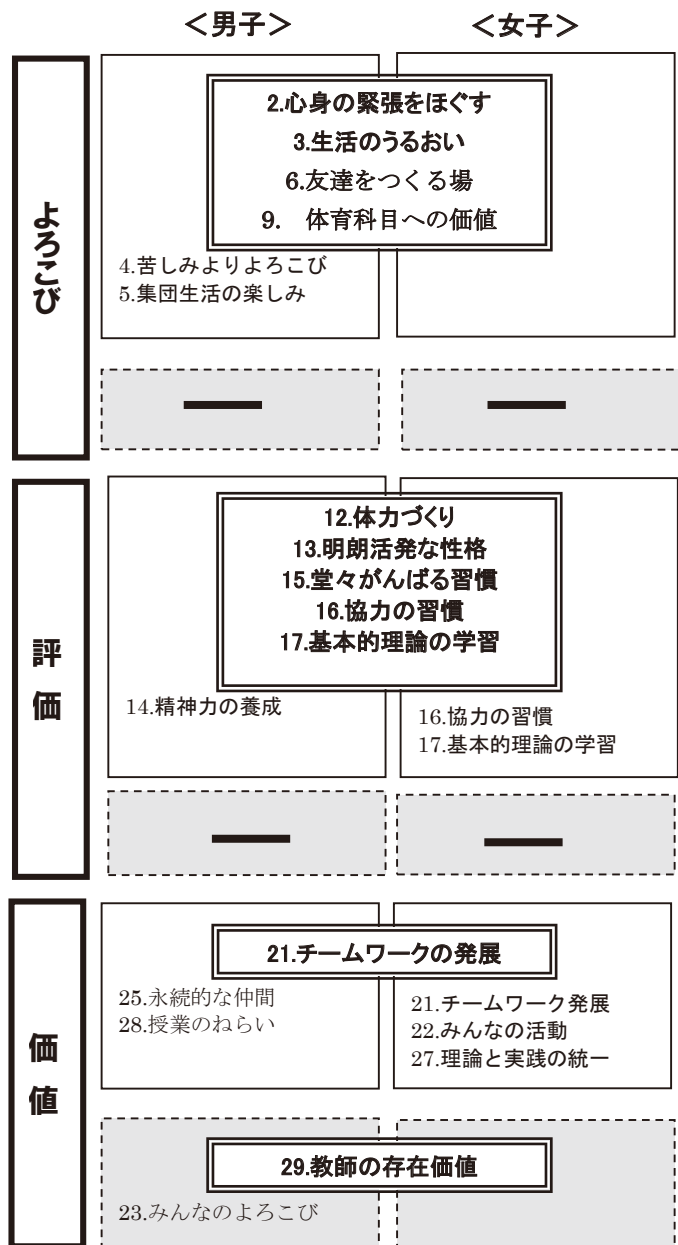 ＜男子＞
＜女子＞
よろこび
2.心身の緊張をほぐす
3.生活のうるおい
6.友達をつくる場
9.　体育科目への価値
4.苦しみよりよろこび
5.集団生活の楽しみ
評価
12.体力づくり
13.明朗活発な性格
15.堂々がんばる習慣
16.協力の習慣
17.基本的理論の学習
14.精神力の養成
16.協力の習慣
17.基本的理論の学習
価値
21.チームワークの発展
25.永続的な仲間
28.授業のねらい
21.チームワーク発展
22.みんなの活動
27.理論と実践の統一
29.教師の存在価値
23.みんなのよろこび